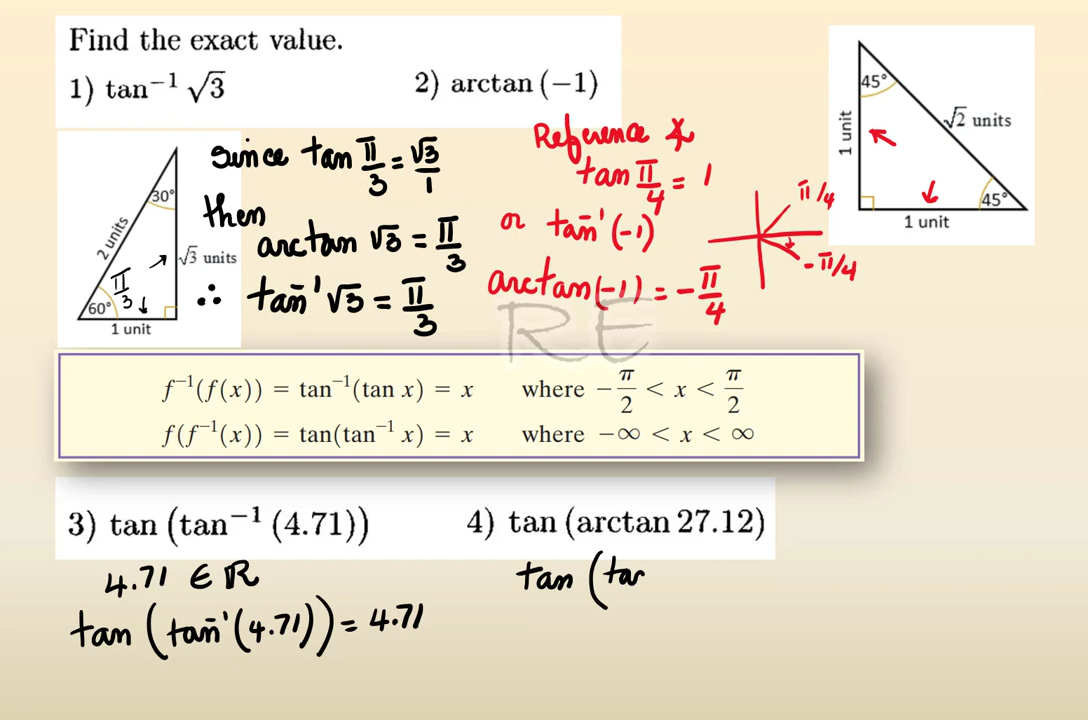 Find the exact value.
1) tan⁻¹ √3
2) arctan (−1)
30°
2 units
√3 units
π/3
60°
1 unit
since tan π/3 = √3/1
then
arctan √3 = π/3
∴ tan⁻¹ √3 = π/3
Reference ∡
tan π/4 = 1
or tan⁻¹(-1)
arctan(-1) = -π/4
π/4
-π/4
45°
1 unit
√2 units
45°
1 unit
RE
f⁻¹(f(x)) = tan⁻¹(tan x) = x where −π/2 < x < π/2
f(f⁻¹(x)) = tan(tan⁻¹ x) = x where −∞ < x < ∞
3) tan (tan⁻¹ (4.71))
4) tan (arctan 27.12)
4.71 ∈ ℝ
tan (tan⁻¹(4.71)) = 4.71
tan (tar